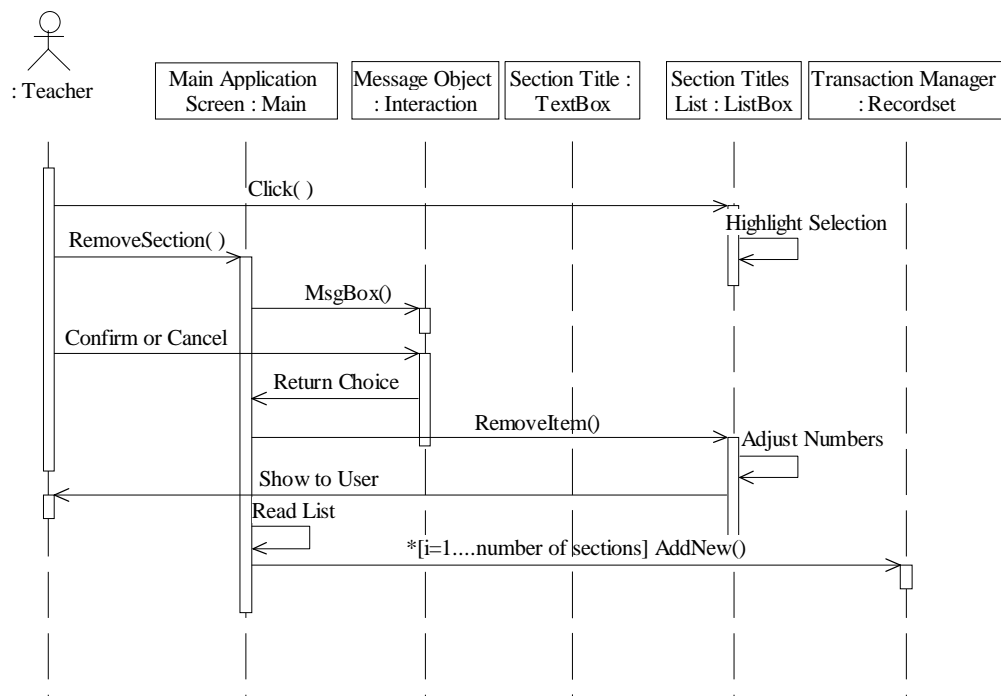 : Teacher
Main Application
Screen : Main
Message Object
: Interaction
Section Title :
TextBox
Section Titles
List : ListBox
Transaction Manager
: Recordset
Click( )
Highlight Selection
RemoveSection( )
MsgBox()
Confirm or Cancel
Return Choice
RemoveItem()
Adjust Numbers
Show to User
Read List
*[i=1....number of sections] AddNew()